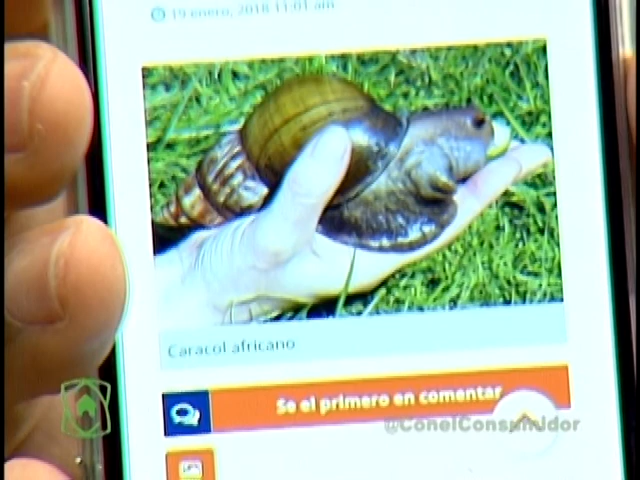 19 enero, 2018 11:01 am
Caracol africano
Se el primero en comentar
@ConelConsumidor